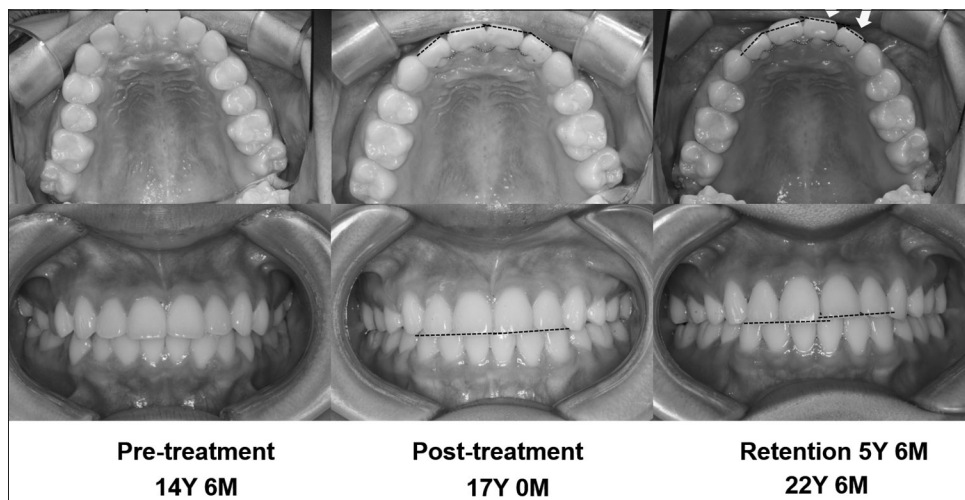 Pre-treatment
14Y 6M
Post-treatment
17Y 0M
Retention 5Y 6M
22Y 6M